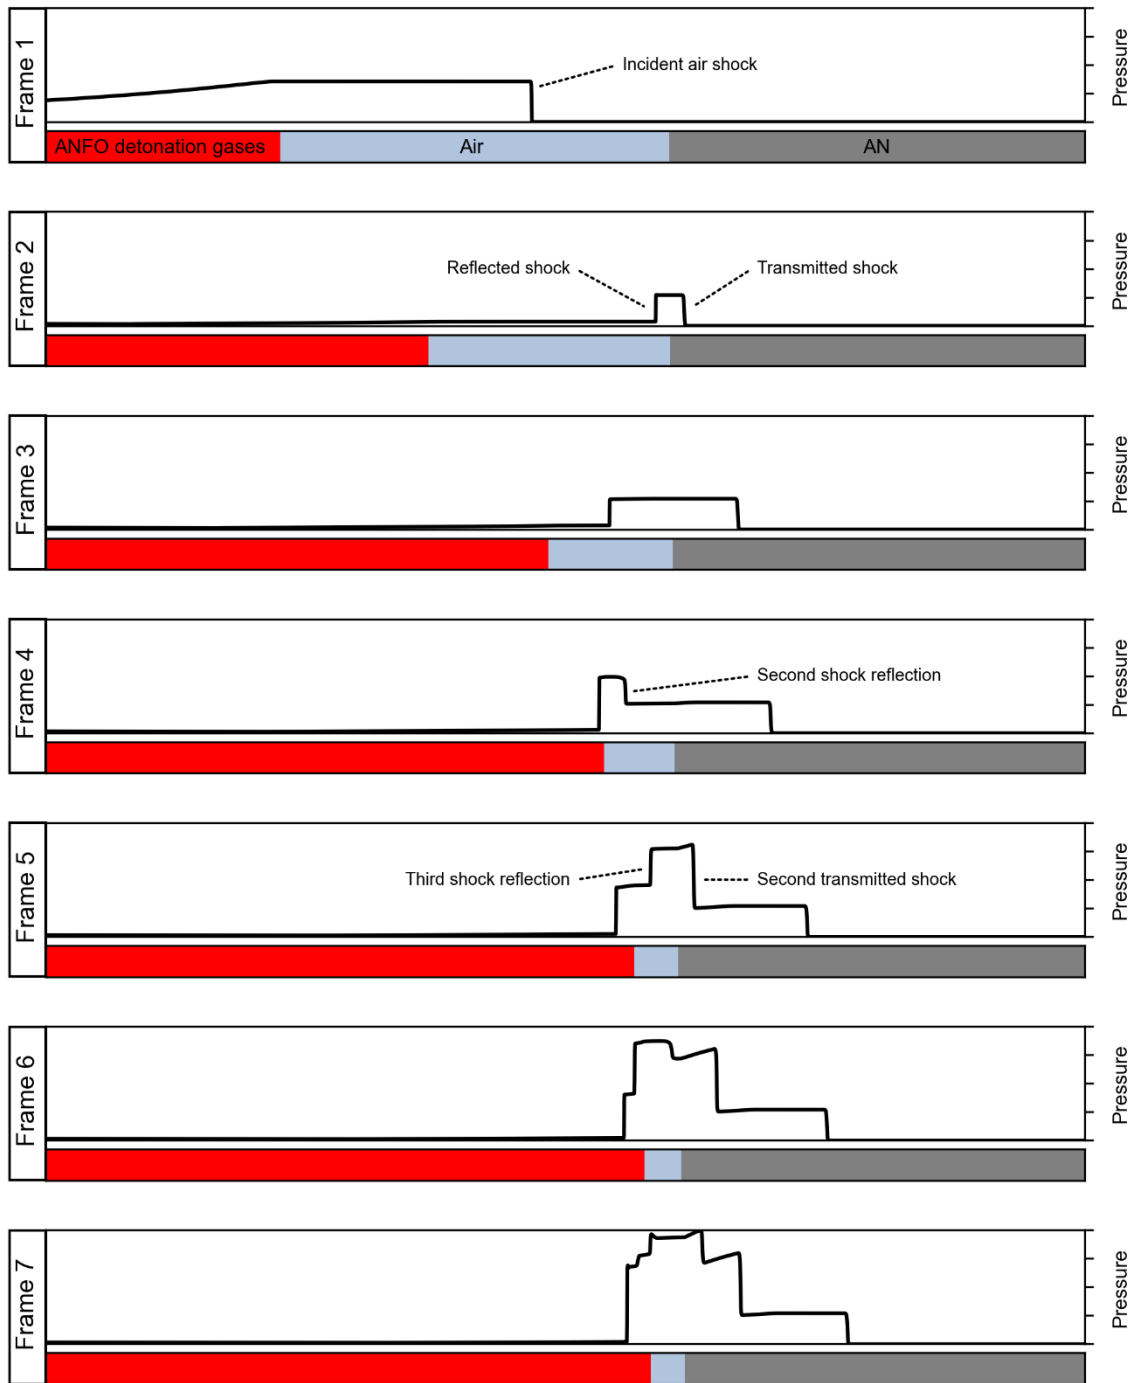 Frame 1
Incident air shock
Pressure
ANFO detonation gases
Air
AN
Frame 2
Reflected shock
Transmitted shock
Pressure
Frame 3
Pressure
Frame 4
Second shock reflection
Pressure
Frame 5
Third shock reflection
Second transmitted shock
Pressure
Frame 6
Pressure
Frame 7
Pressure